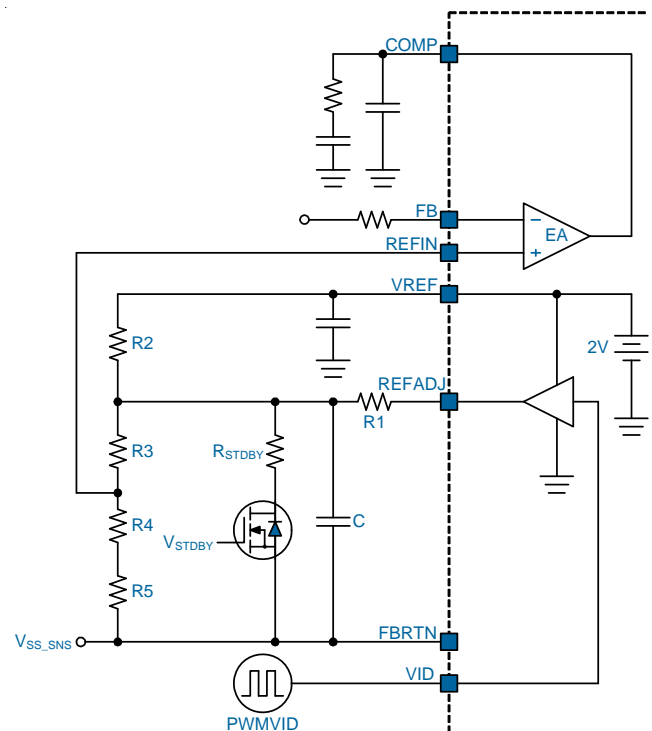 COMP
FB
−
EA
REFIN
+
VREF
R2
2V
REFADJ
R1
R3
RSTDBY
R4
C
VSTDBY
R5
VSS_SNS
FBRTN
VID
PWMVID